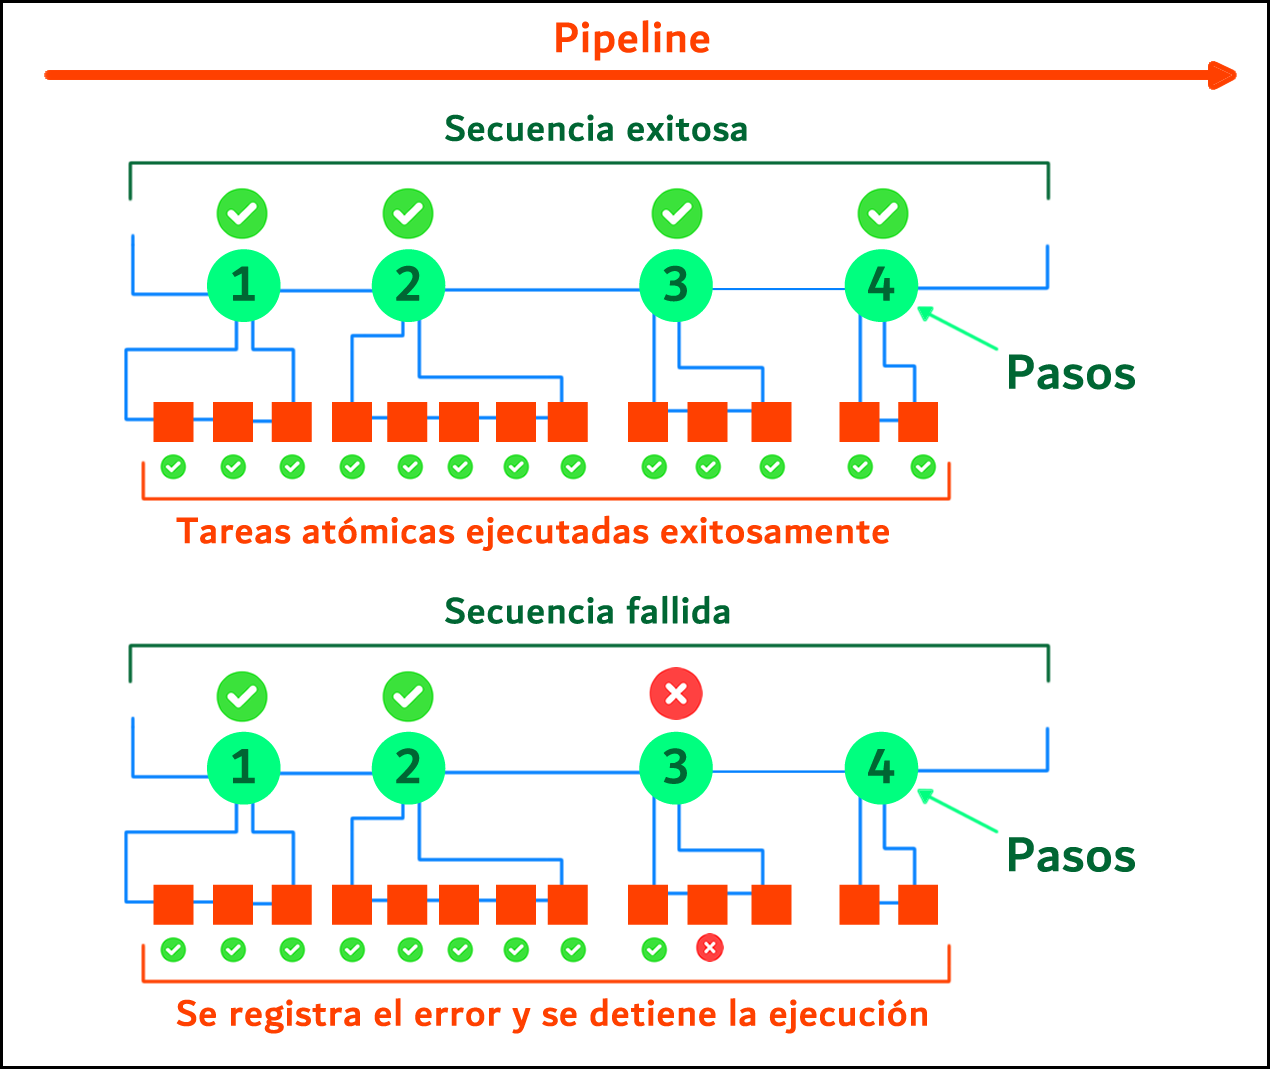 Pipeline
Secuencia exitosa
1 2 3 4
Pasos
Tareas atómicas ejecutadas exitosamente
Secuencia fallida
1 2 3 4
Pasos
Se registra el error y se detiene la ejecución